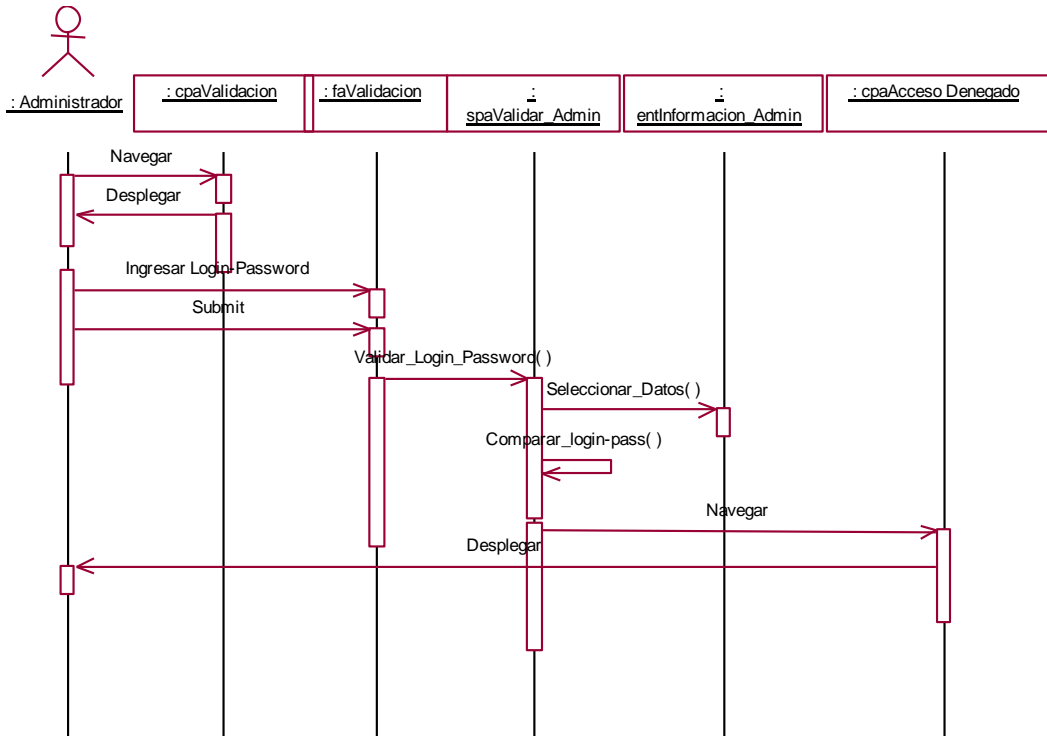 : Administrador
: cpaValidacion
: faValidacion
:
spaValidar_Admin
:
entInformacion_Admin
: cpaAcceso Denegado
Navegar
Desplegar
Ingresar Login-Password
Submit
Validar_Login_Password( )
Seleccionar_Datos( )
Comparar_login-pass( )
Navegar
Desplegar